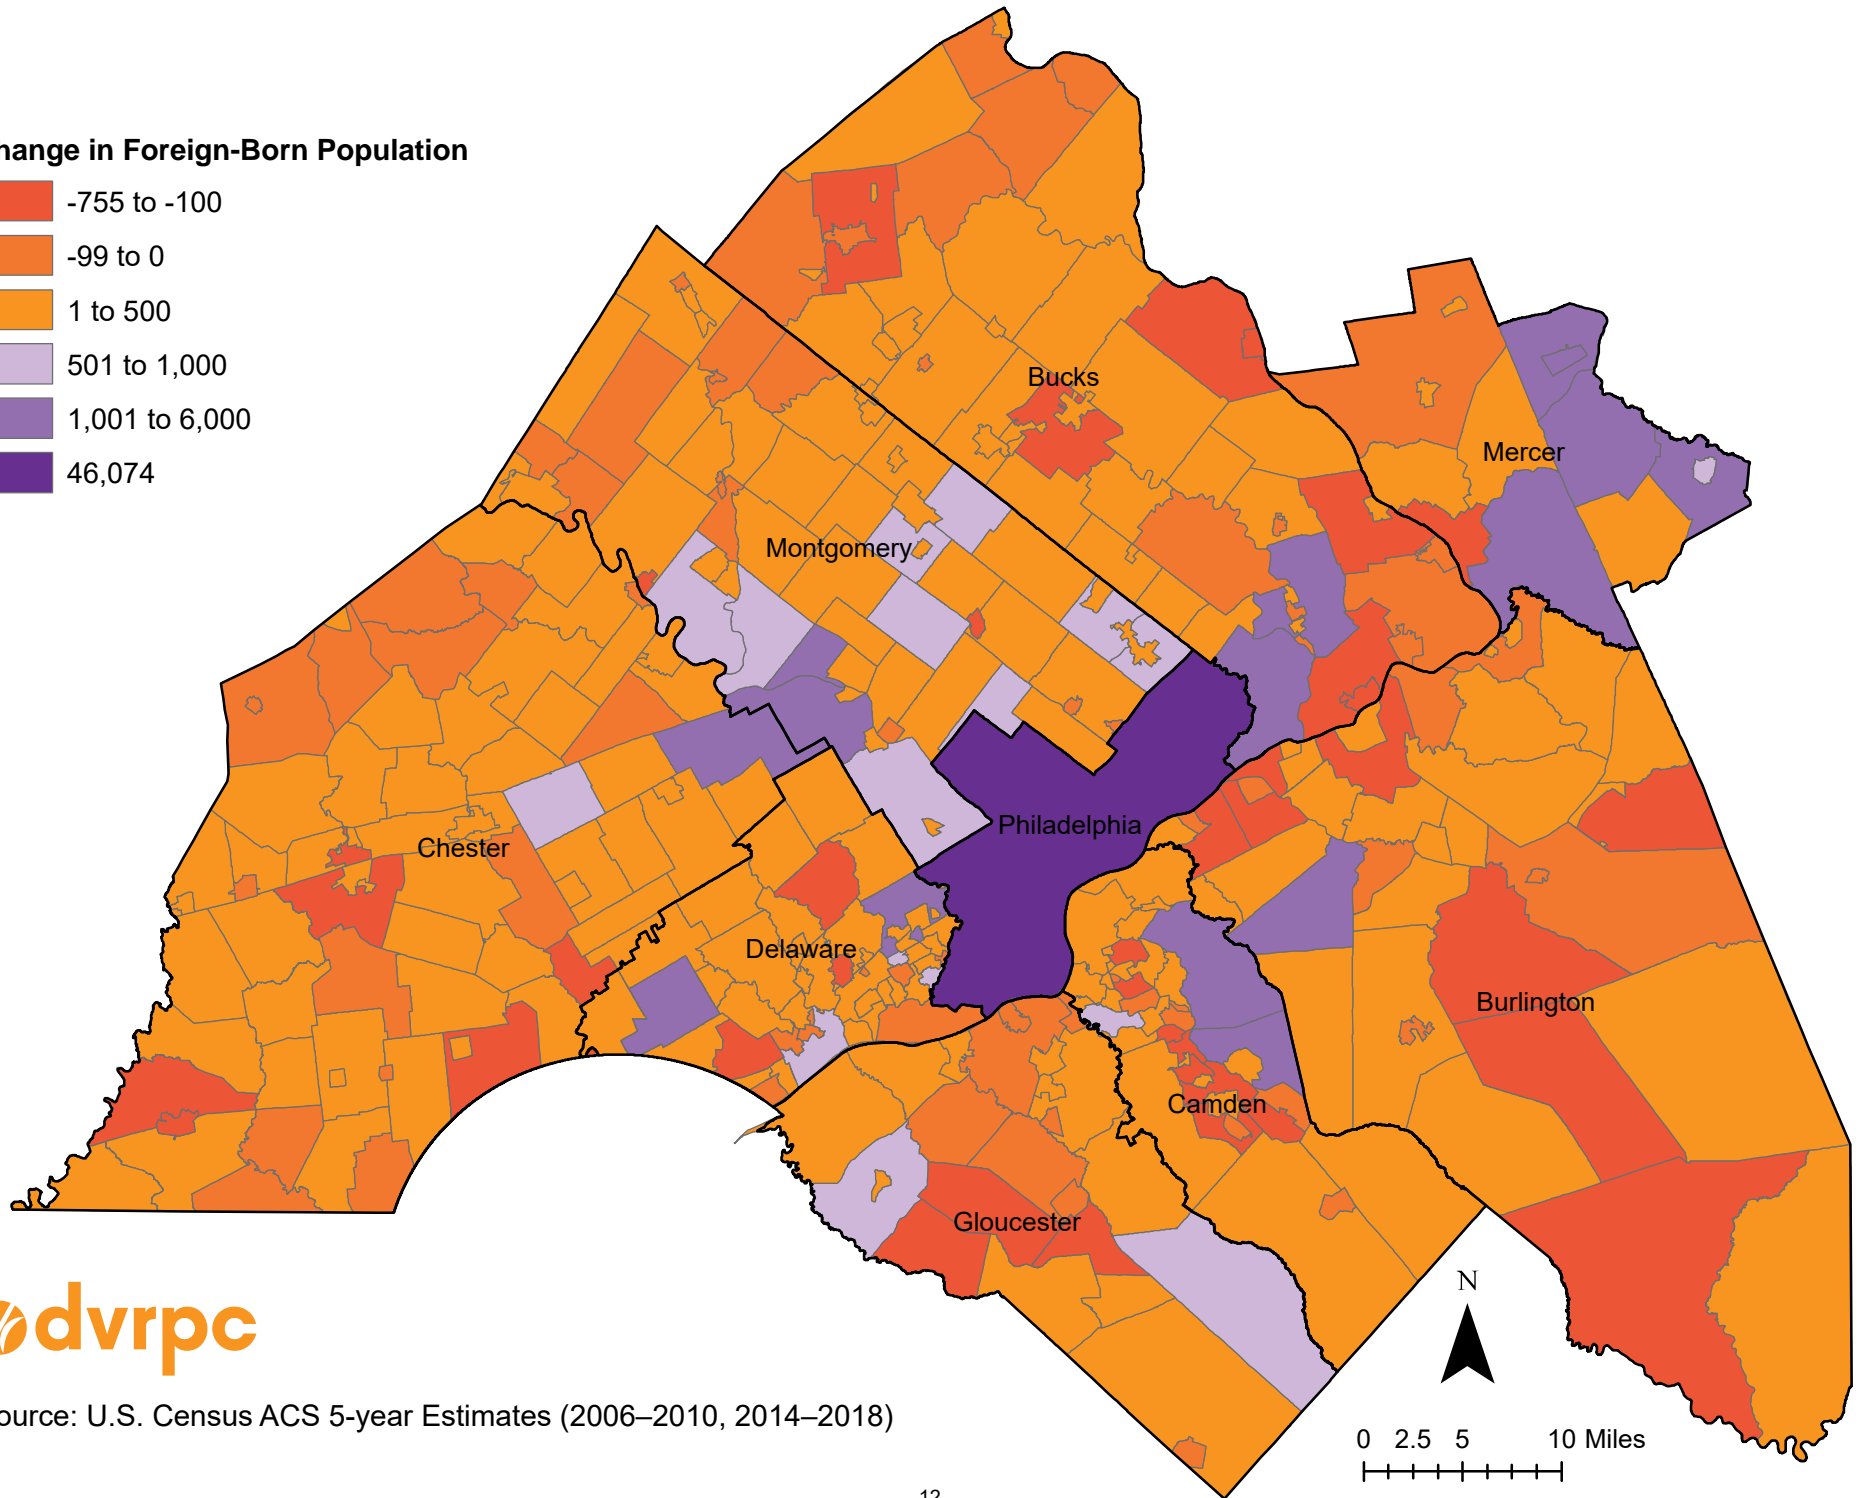 hange in Foreign-Born Population
-755 to -100
-99 to 0
1 to 500
501 to 1,000
1,001 to 6,000
46,074
Bucks
Mercer
Montgomery
Philadelphia
Chester
Delaware
Burlington
Camden
Gloucester
N
dvrpc
ource: U.S. Census ACS 5-year Estimates (2006–2010, 2014–2018)
0 2.5 5 10 Miles
12